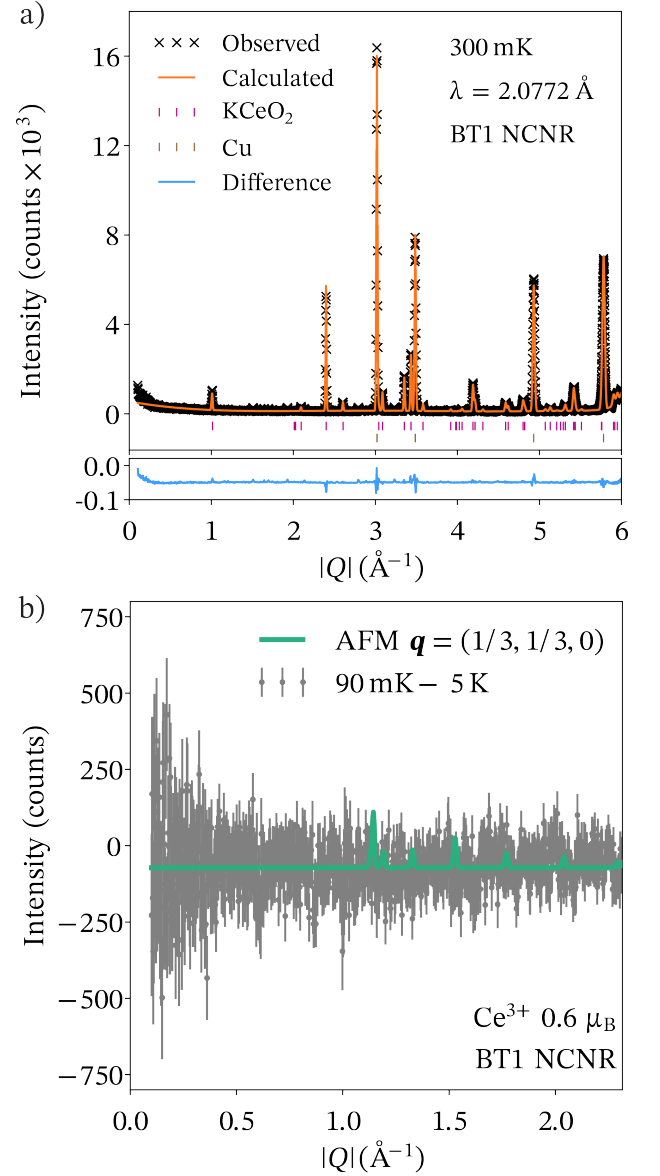 a)
Observed
Calculated
KCeO₂
Cu
Difference
300 mK
λ = 2.0772 Å
BT1 NCNR
Intensity (counts × 10³)
16
12
8
4
0
0.0
-0.1
0 1 2 3 4 5 6
|Q| (Å⁻¹)
b)
AFM q = (1/3, 1/3, 0)
90 mK − 5 K
Intensity (counts)
750
500
250
0
−250
−500
−750
Ce³⁺ 0.6 μB
BT1 NCNR
0.0 0.5 1.0 1.5 2.0
|Q| (Å⁻¹)